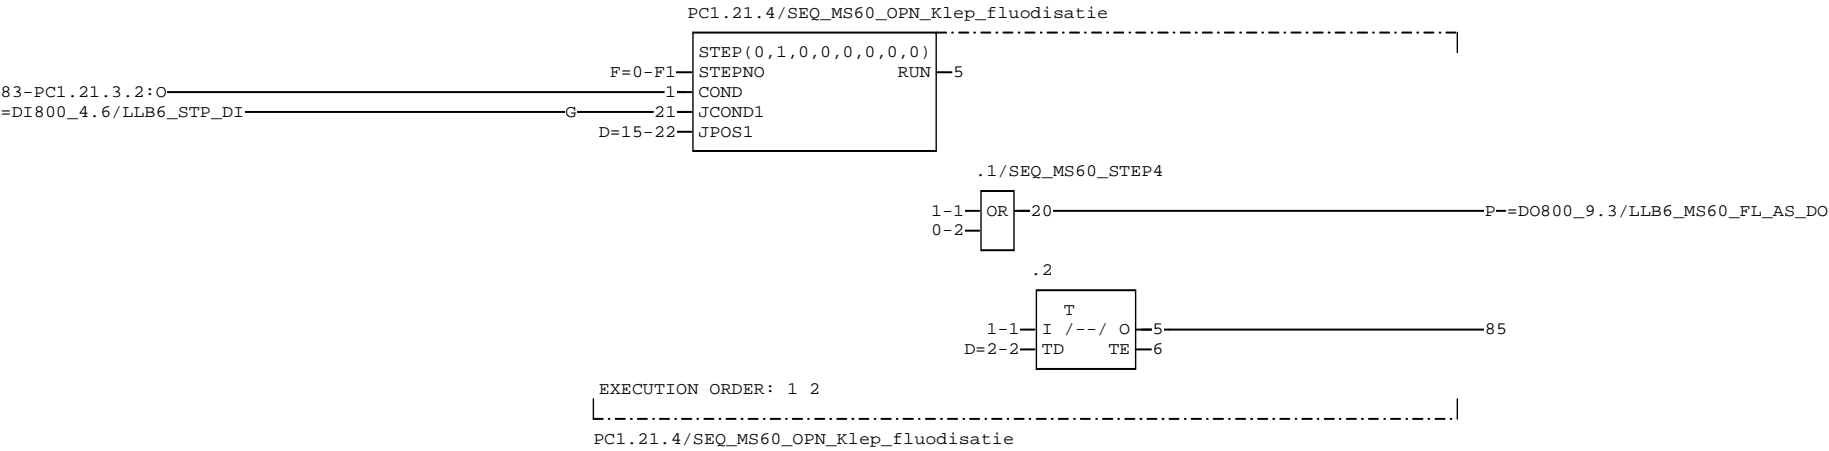 PC1.21.4/SEQ_MS60_OPN_Klep_fluodisatie
STEP(0,1,0,0,0,0,0,0)
F=0-F1 STEPNO RUN 5
83-PC1.21.3.2:O 1 COND
=DI800_4.6/LLB6_STP_DI G 21 JCOND1
D=15-22 JPOS1
.1/SEQ_MS60_STEP4
1-1 OR 20 P-=DO800_9.3/LLB6_MS60_FL_AS_DO
0-2
.2
T
1-1 I /--/ O 5 85
D=2-2 TD TE 6
EXECUTION ORDER: 1 2
PC1.21.4/SEQ_MS60_OPN_Klep_fluodisatie